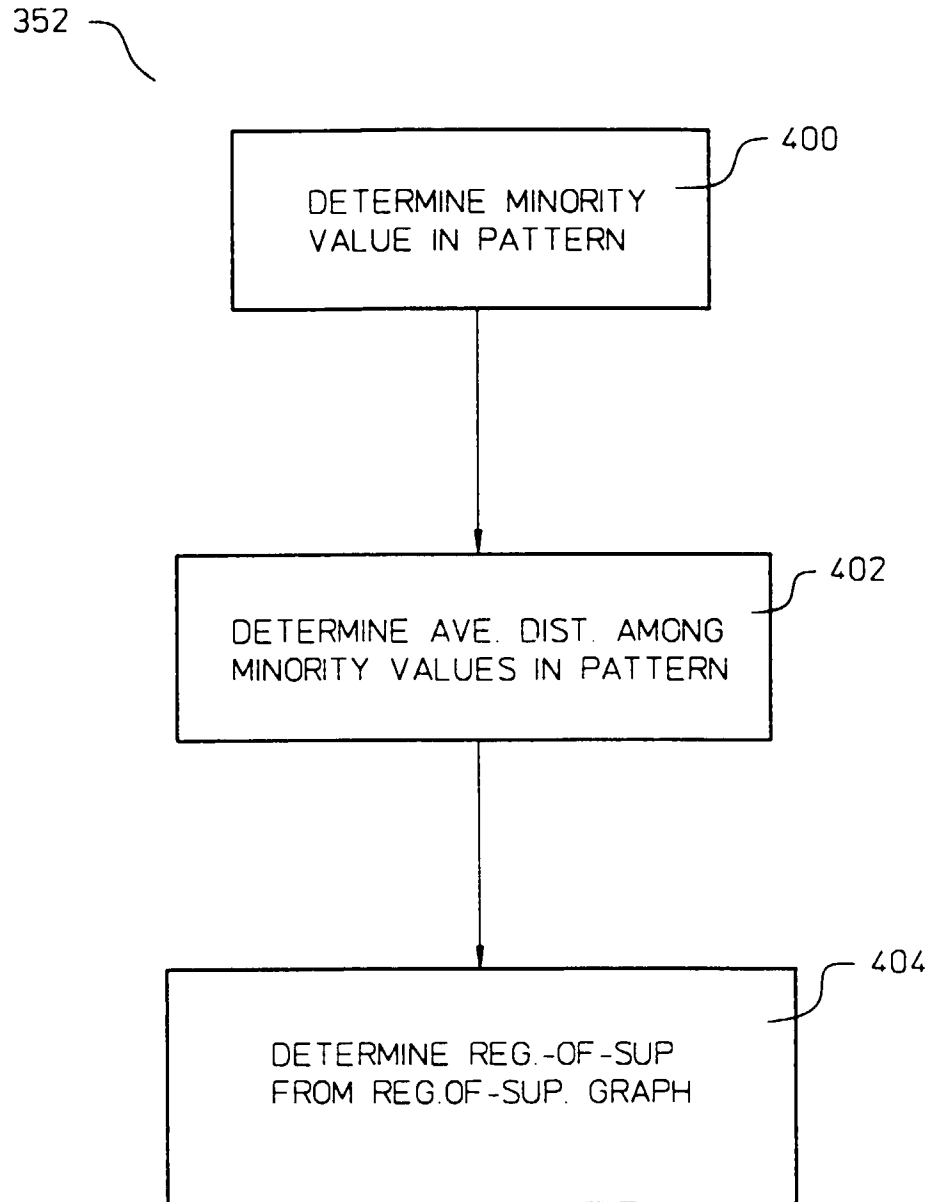 352
400
DETERMINE MINORITY
VALUE IN PATTERN
402
DETERMINE AVE. DIST. AMONG
MINORITY VALUES IN PATTERN
404
DETERMINE REG.-OF-SUP
FROM REG.OF-SUP. GRAPH